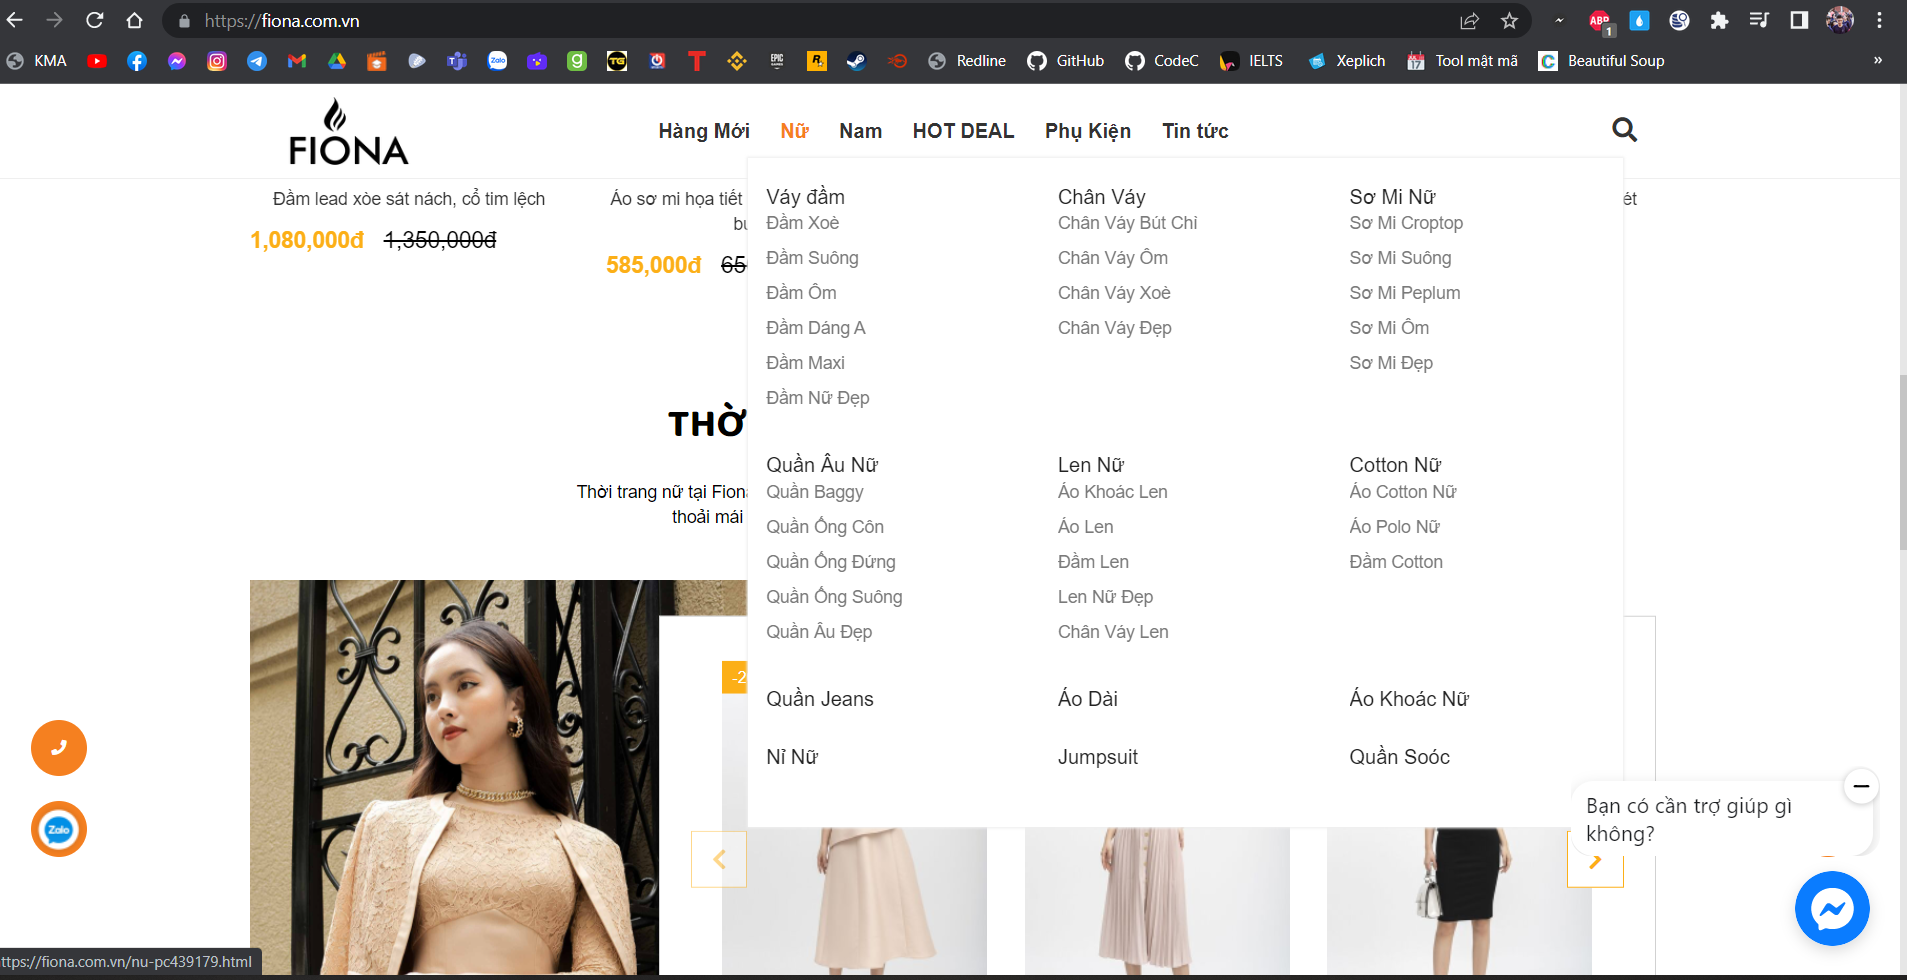 https://fiona.com.vn
KMA
Redline
GitHub
CodeC
IELTS
Xeplich
Tool mật mã
Beautiful Soup
»
FIONA
Hàng Mới
Nữ
Nam
HOT DEAL
Phụ Kiện
Tin tức
Đầm lead xòe sát nách, cổ tim lệch
1,080,000đ 1,350,000đ
Áo sơ mi họa tiết
585,000đ
Váy đầm
Đầm Xoè
Đầm Suông
Đầm Ôm
Đầm Dáng A
Đầm Maxi
Đầm Nữ Đẹp
Chân Váy
Chân Váy Bút Chì
Chân Váy Ôm
Chân Váy Xoè
Chân Váy Đẹp
Sơ Mi Nữ
Sơ Mi Croptop
Sơ Mi Suông
Sơ Mi Peplum
Sơ Mi Ôm
Sơ Mi Đẹp
THỜ
Thời trang nữ tại Fiona
thoải mái
Quần Âu Nữ
Quần Baggy
Quần Ống Côn
Quần Ống Đứng
Quần Ống Suông
Quần Âu Đẹp
Len Nữ
Áo Khoác Len
Áo Len
Đầm Len
Len Nữ Đẹp
Chân Váy Len
Cotton Nữ
Áo Cotton Nữ
Áo Polo Nữ
Đầm Cotton
Quần Jeans
Áo Dài
Áo Khoác Nữ
Nỉ Nữ
Jumpsuit
Quần Soóc
-2
Zalo
Bạn có cần trợ giúp gì
không?
ttps://fiona.com.vn/nu-pc439179.html